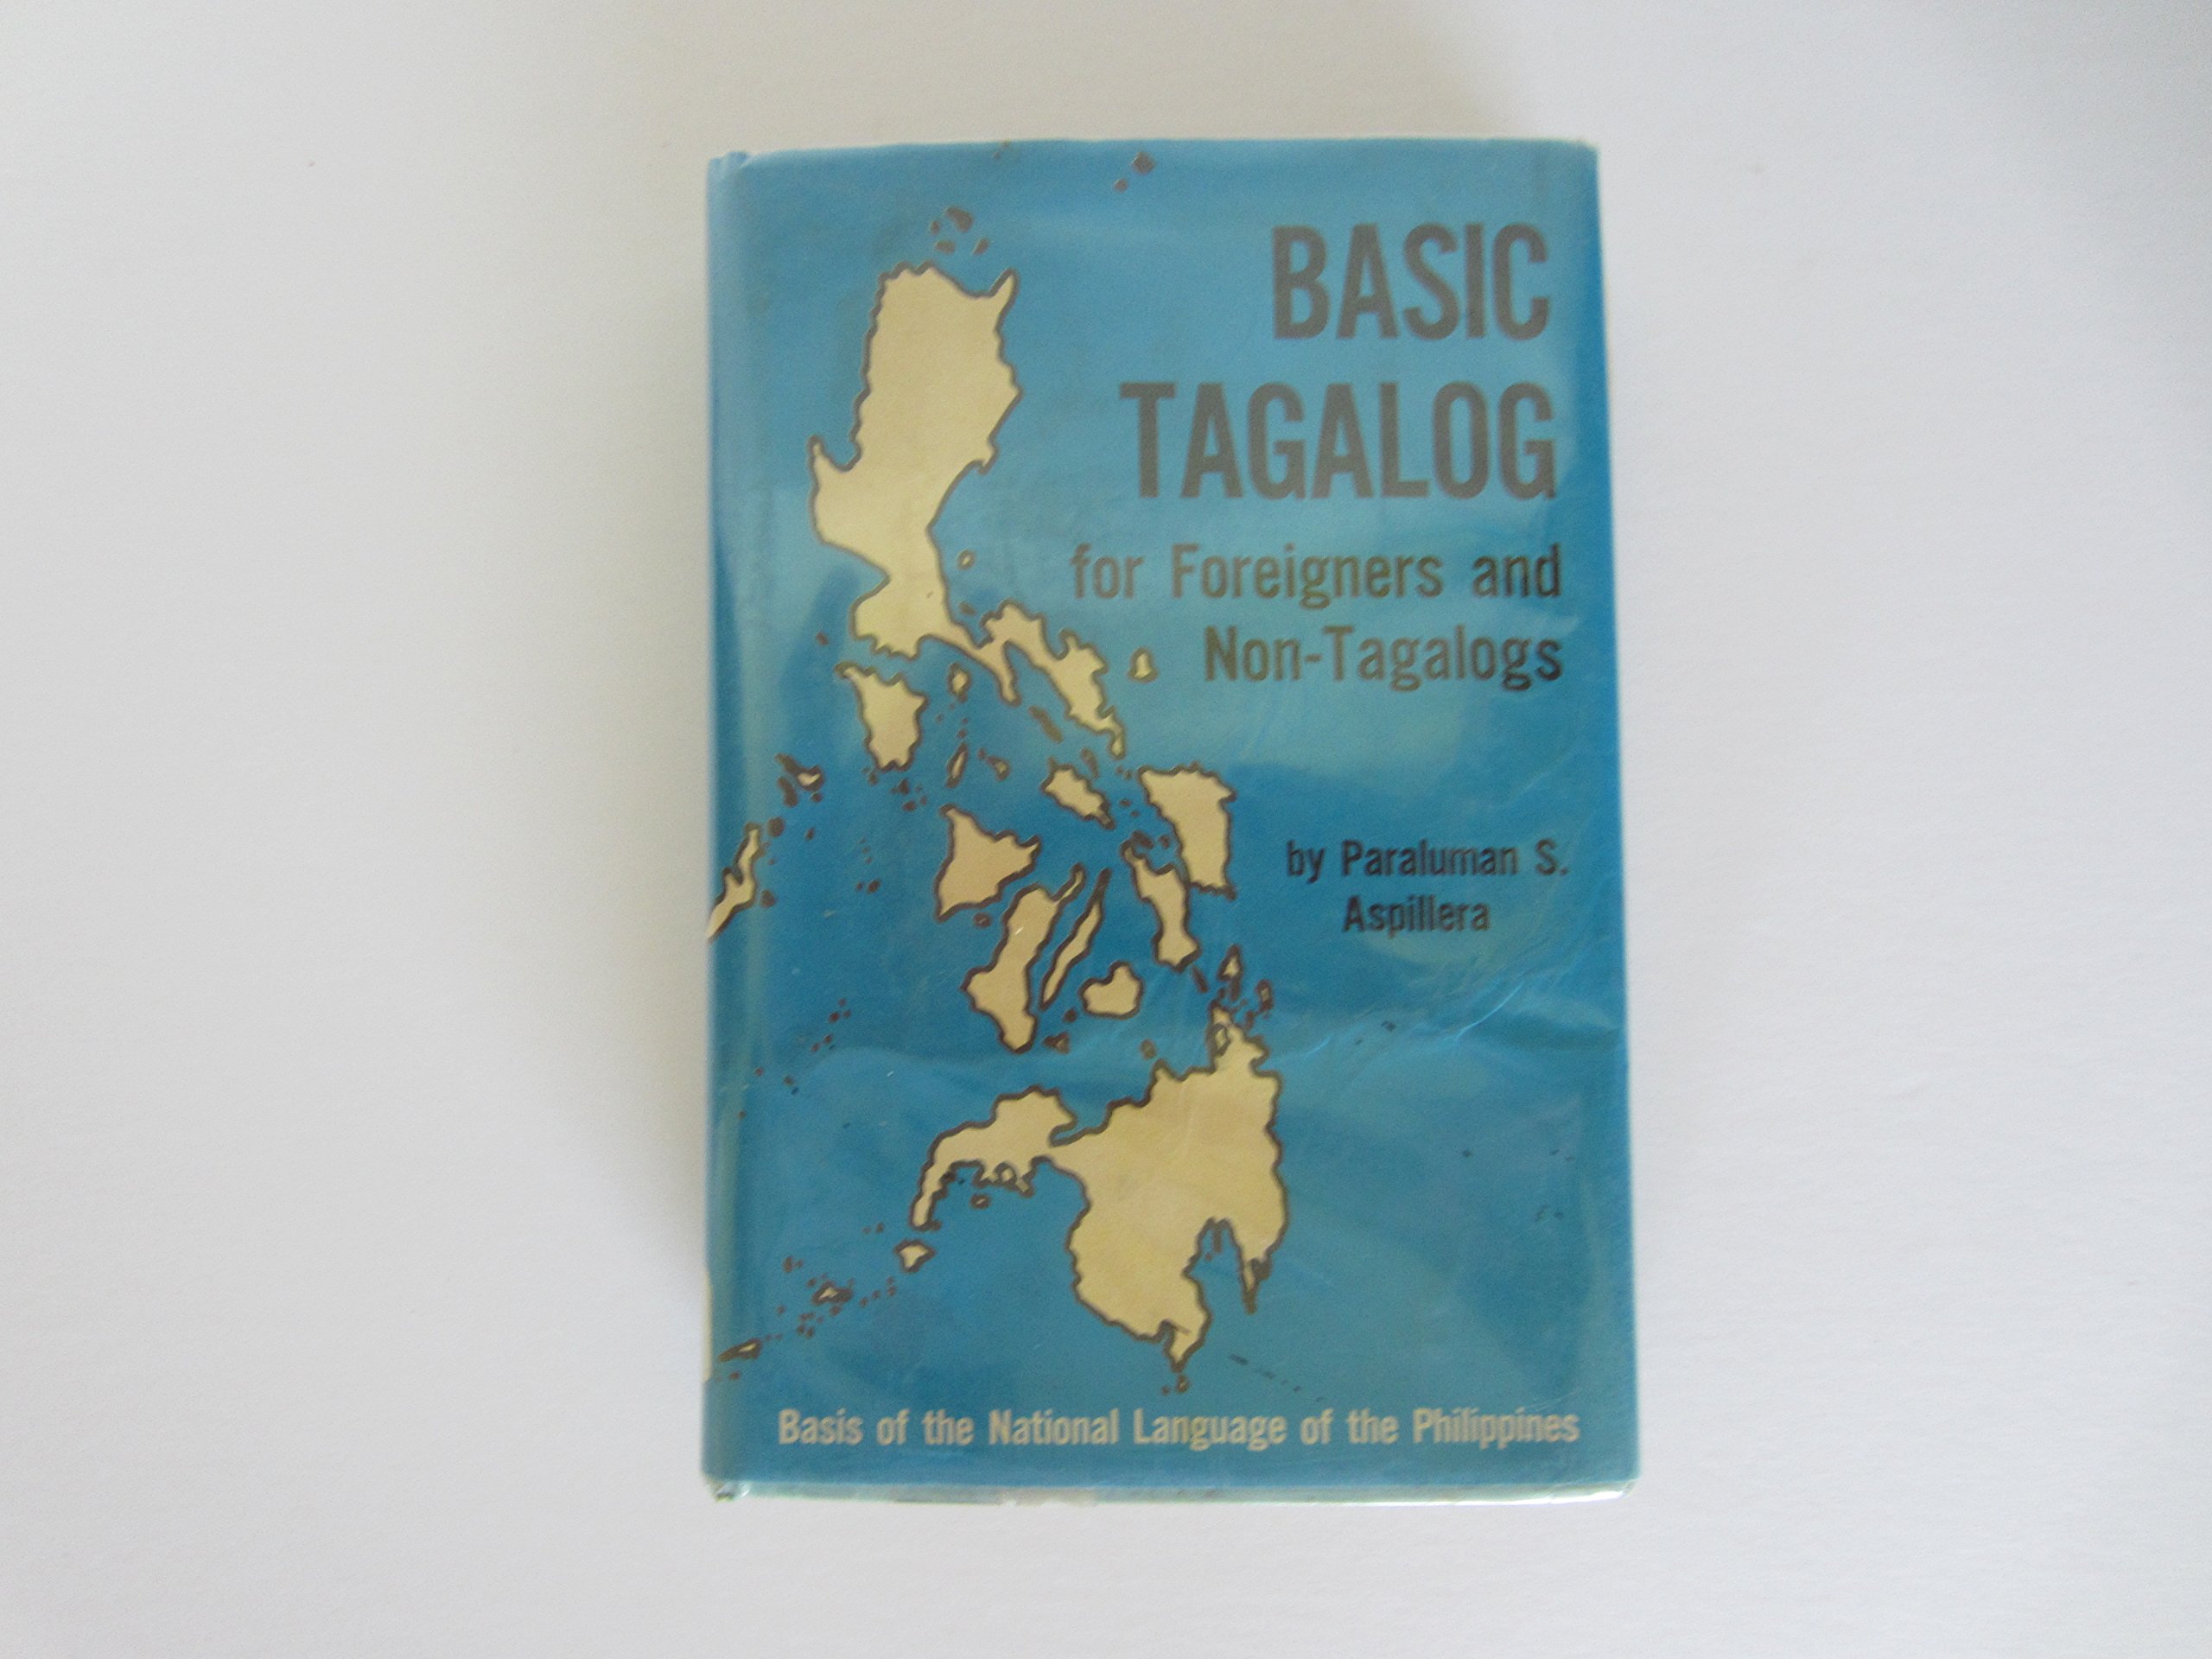 BASIC
TAGALOG
for Foreigners and
Non-Tagalogs
by Paraluman S.
Aspillera
Basis of the National Language of the Philippines